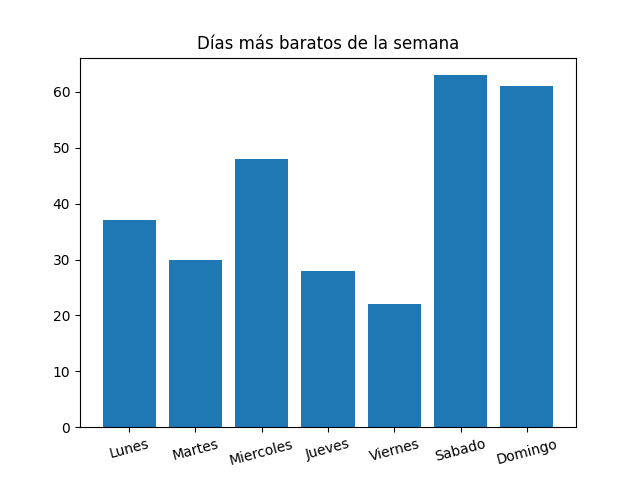 Días más baratos de la semana
60
50
40
30
20
10
0
Lunes
Martes
Miercoles
Jueves
Viernes
Sabado
Domingo